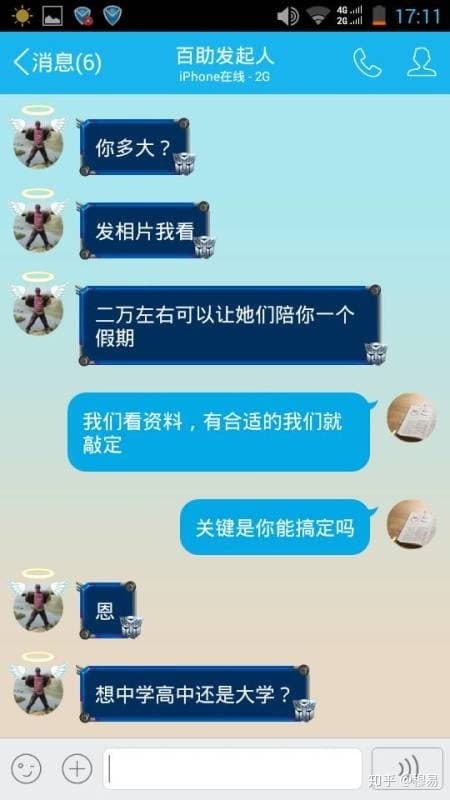 4G
2G
17:11
消息(6)
百助发起人
iPhone在线 - 2G
你多大？
发相片我看
二万左右可以让她们陪你一个
假期
我们看资料，有合适的我们就
敲定
关键是你能搞定吗
恩
想中学高中还是大学？
知乎 @穆易